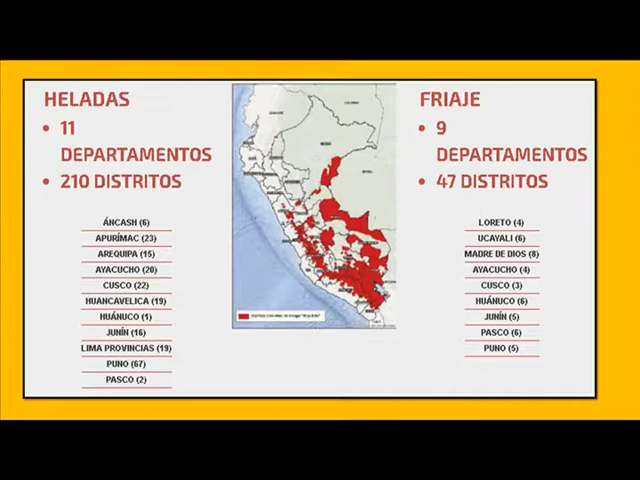 HELADAS
• 11
DEPARTAMENTOS
• 210 DISTRITOS
ÁNCASH (6)
APURÍMAC (23)
AREQUIPA (15)
AYACUCHO (20)
CUSCO (22)
HUANCAVELICA (19)
HUÁNUCO (1)
JUNÍN (16)
LIMA PROVINCIAS (19)
PUNO (67)
PASCO (2)
FRIAJE
• 9
DEPARTAMENTOS
• 47 DISTRITOS
LORETO (4)
UCAYALI (6)
MADRE DE DIOS (8)
AYACUCHO (4)
CUSCO (3)
HUÁNUCO (6)
JUNÍN (5)
PASCO (6)
PUNO (5)